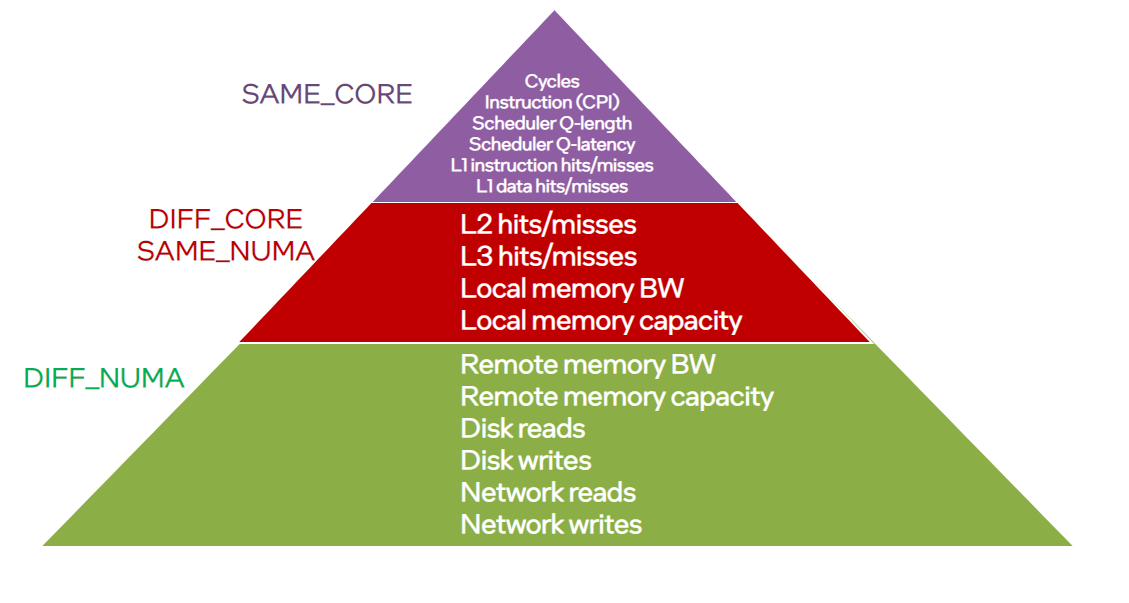 SAME_CORE
Cycles
Instruction (CPI)
Scheduler Q-length
Scheduler Q-latency
L1 instruction hits/misses
L1 data hits/misses
DIFF_CORE
SAME_NUMA
L2 hits/misses
L3 hits/misses
Local memory BW
Local memory capacity
DIFF_NUMA
Remote memory BW
Remote memory capacity
Disk reads
Disk writes
Network reads
Network writes